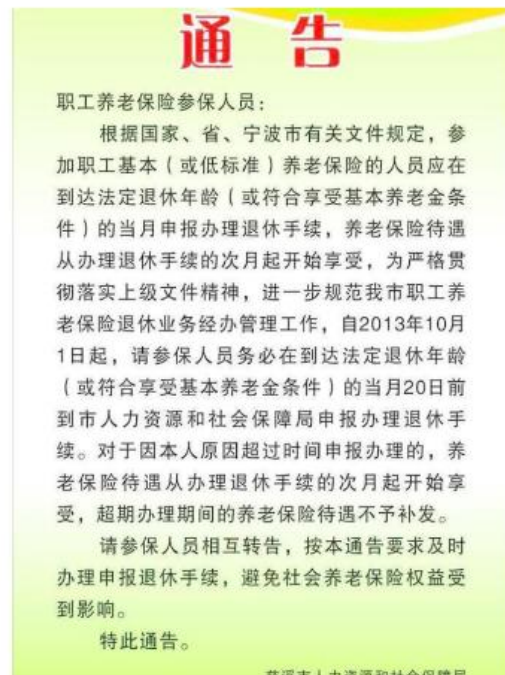 通 告
职工养老保险参保人员：
根据国家、省、宁波市有关文件规定，参
加职工基本（或低标准）养老保险的人员应在
到达法定退休年龄（或符合享受基本养老金条
件）的当月申报办理退休手续，养老保险待遇
从办理退休手续的次月起开始享受，为严格贯
彻落实上级文件精神，进一步规范我市职工养
老保险退休业务经办管理工作，自2013年10月
1日起，请参保人员务必在到达法定退休年龄
（或符合享受基本养老金条件）的当月20日前
到市人力资源和社会保障局申报办理退休手
续。对于因本人原因超过时间申报办理的，养
老保险待遇从办理退休手续的次月起开始享
受，超期办理期间的养老保险待遇不予补发。
请参保人员相互转告，按本通告要求及时
办理申报退休手续，避免社会养老保险权益受
到影响。
特此通告。
慈溪市人力资源和社会保障局